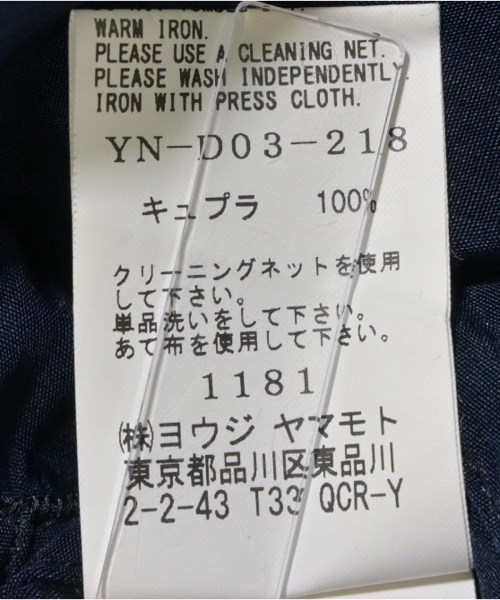 WARM IRON.
PLEASE USE A CLEANING NET.
PLEASE WASH INDEPENDENTLY.
IRON WITH PRESS CLOTH.
YN-D03-218
キュプラ 100%
クリーニングネットを使用
して下さい。
単品洗いをして下さい。
あて布を使用して下さい。
1181
㈱ヨウジ ヤマモト
東京都品川区東品川
2-2-43 T33 QCR-Y